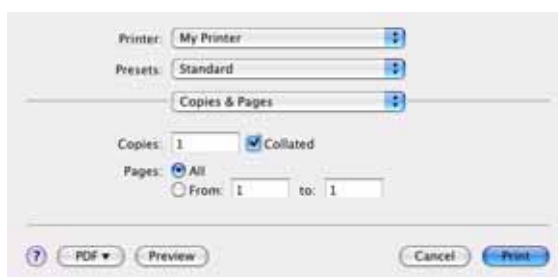 Printer: My Printer
Presets: Standard
Copies & Pages
Copies: 1 Collated
Pages: All
From: 1 to: 1
? PDF Preview Cancel Print